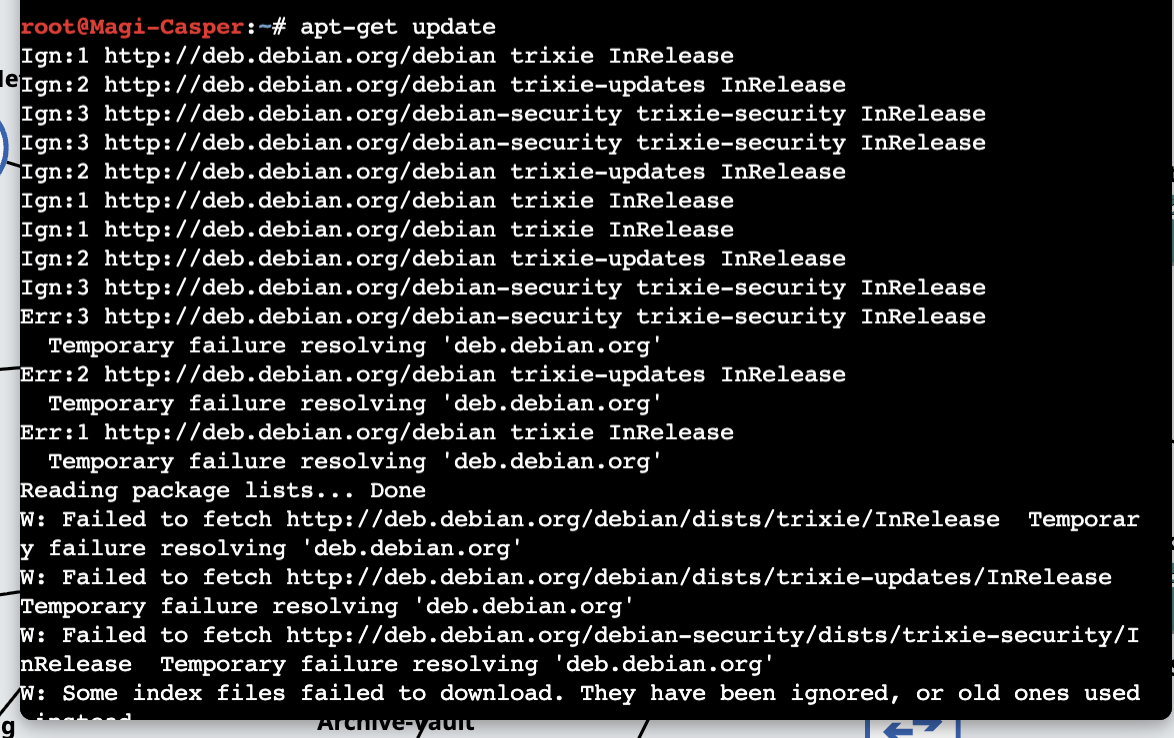 root@Magi-Casper:~# apt-get update
Ign:1 http://deb.debian.org/debian trixie InRelease
Ign:2 http://deb.debian.org/debian trixie-updates InRelease
Ign:3 http://deb.debian.org/debian-security trixie-security InRelease
Ign:3 http://deb.debian.org/debian-security trixie-security InRelease
Ign:2 http://deb.debian.org/debian trixie-updates InRelease
Ign:1 http://deb.debian.org/debian trixie InRelease
Ign:1 http://deb.debian.org/debian trixie InRelease
Ign:2 http://deb.debian.org/debian trixie-updates InRelease
Ign:3 http://deb.debian.org/debian-security trixie-security InRelease
Err:3 http://deb.debian.org/debian-security trixie-security InRelease
  Temporary failure resolving 'deb.debian.org'
Err:2 http://deb.debian.org/debian trixie-updates InRelease
  Temporary failure resolving 'deb.debian.org'
Err:1 http://deb.debian.org/debian trixie InRelease
  Temporary failure resolving 'deb.debian.org'
Reading package lists... Done
W: Failed to fetch http://deb.debian.org/debian/dists/trixie/InRelease  Temporar
y failure resolving 'deb.debian.org'
W: Failed to fetch http://deb.debian.org/debian/dists/trixie-updates/InRelease
Temporary failure resolving 'deb.debian.org'
W: Failed to fetch http://deb.debian.org/debian-security/dists/trixie-security/I
nRelease  Temporary failure resolving 'deb.debian.org'
W: Some index files failed to download. They have been ignored, or old ones used
 instead
Archive-vault